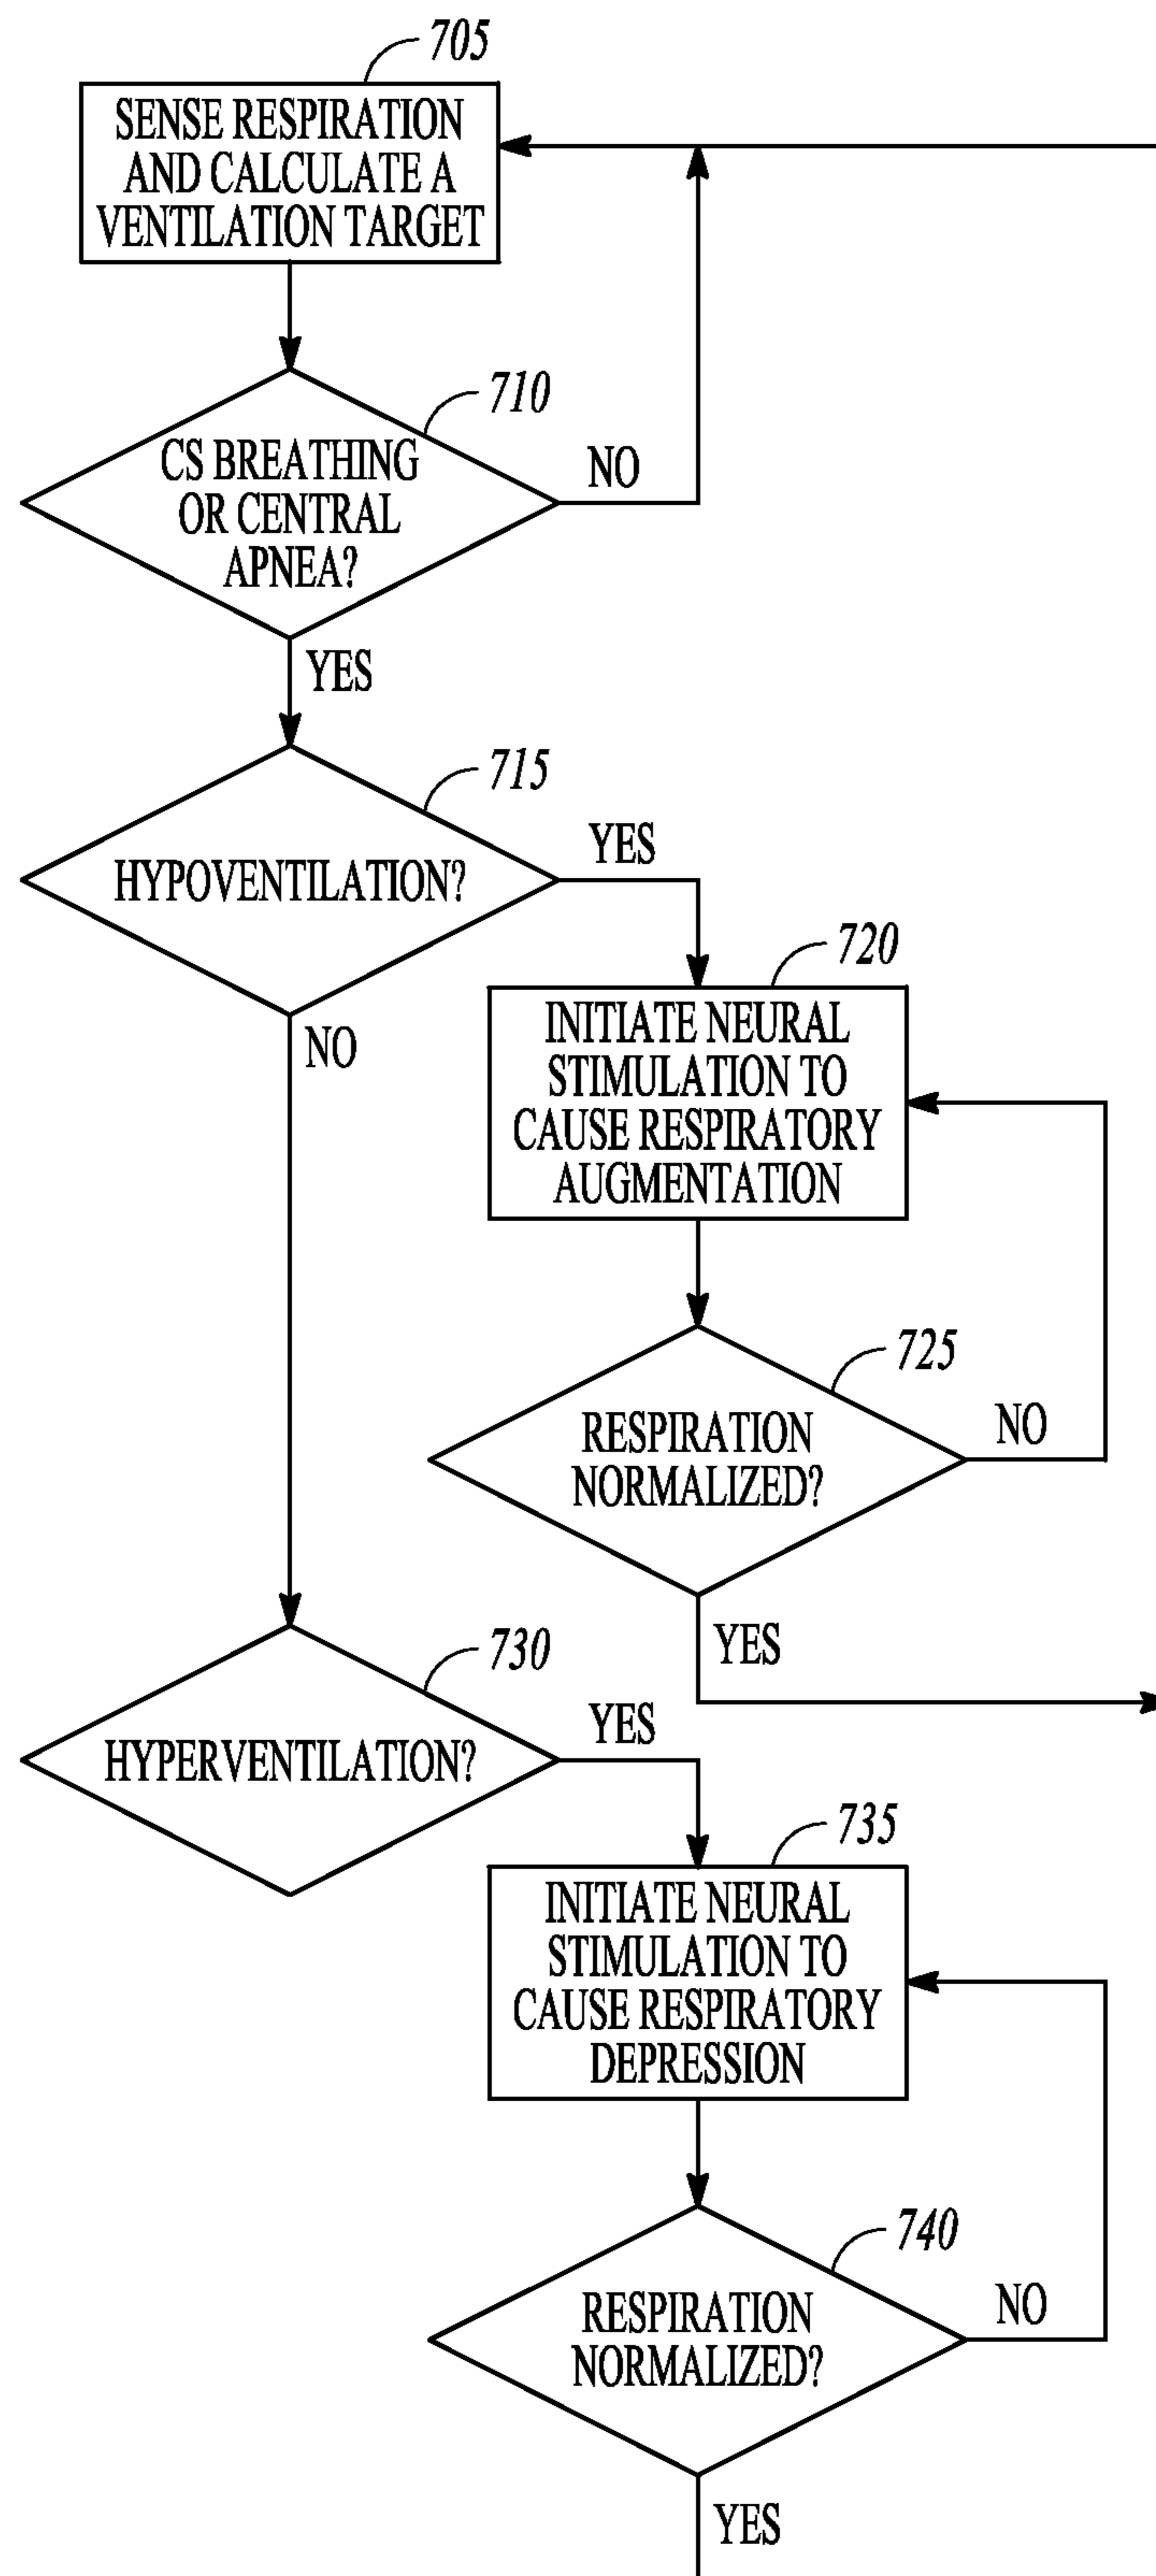 705
SENSE RESPIRATION
AND CALCULATE A
VENTILATION TARGET
710
CS BREATHING
OR CENTRAL
APNEA?
NO
YES
715
HYPOVENTILATION?
YES
NO
720
INITIATE NEURAL
STIMULATION TO
CAUSE RESPIRATORY
AUGMENTATION
725
RESPIRATION
NORMALIZED?
NO
YES
730
HYPERVENTILATION?
YES
735
INITIATE NEURAL
STIMULATION TO
CAUSE RESPIRATORY
DEPRESSION
740
RESPIRATION
NORMALIZED?
NO
YES